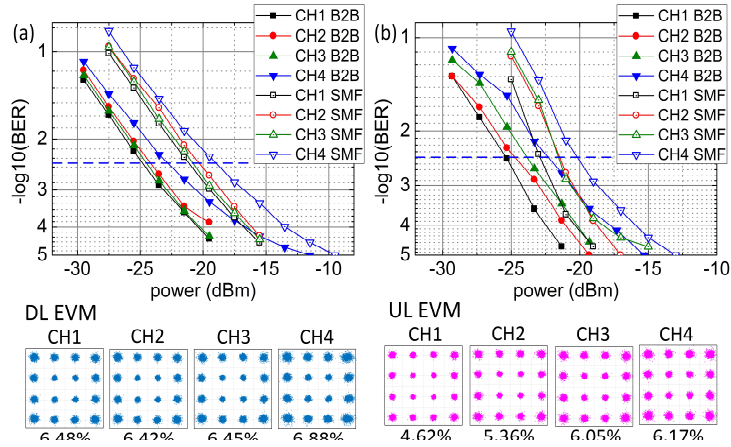 (a)
CH1 B2B
CH2 B2B
CH3 B2B
CH4 B2B
CH1 SMF
CH2 SMF
CH3 SMF
CH4 SMF
-log10(BER)
1
2
3
4
5
-30 -25 -20 -15 -10
power (dBm)
(b)
CH1 B2B
CH2 B2B
CH3 B2B
CH4 B2B
CH1 SMF
CH2 SMF
CH3 SMF
CH4 SMF
-log10(BER)
1
2
3
4
5
-30 -25 -20 -15 -10
power (dBm)
DL EVM
CH1 CH2 CH3 CH4
6.48% 6.42% 6.45% 6.88%
UL EVM
CH1 CH2 CH3 CH4
4.62% 5.36% 6.05% 6.17%